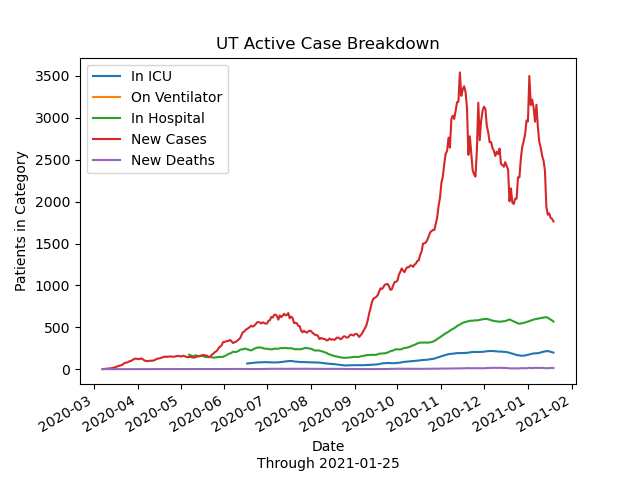 UT Active Case Breakdown
In ICU
On Ventilator
In Hospital
New Cases
New Deaths
Patients in Category
3500
3000
2500
2000
1500
1000
500
0
2020-03
2020-04
2020-05
2020-06
2020-07
2020-08
2020-09
2020-10
2020-11
2020-12
2021-01
2021-02
Date
Through 2021-01-25